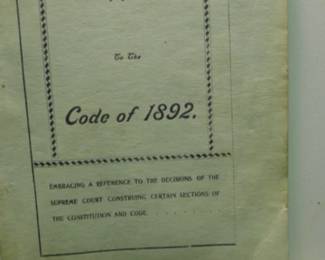 To the
Code of 1892.
EMBRACING A REFERENCE TO THE DECISIONS OF THE
SUPREME COURT CONSTRUING CERTAIN SECTIONS OF
THE CONSTITUTION AND CODE . . . . . . .